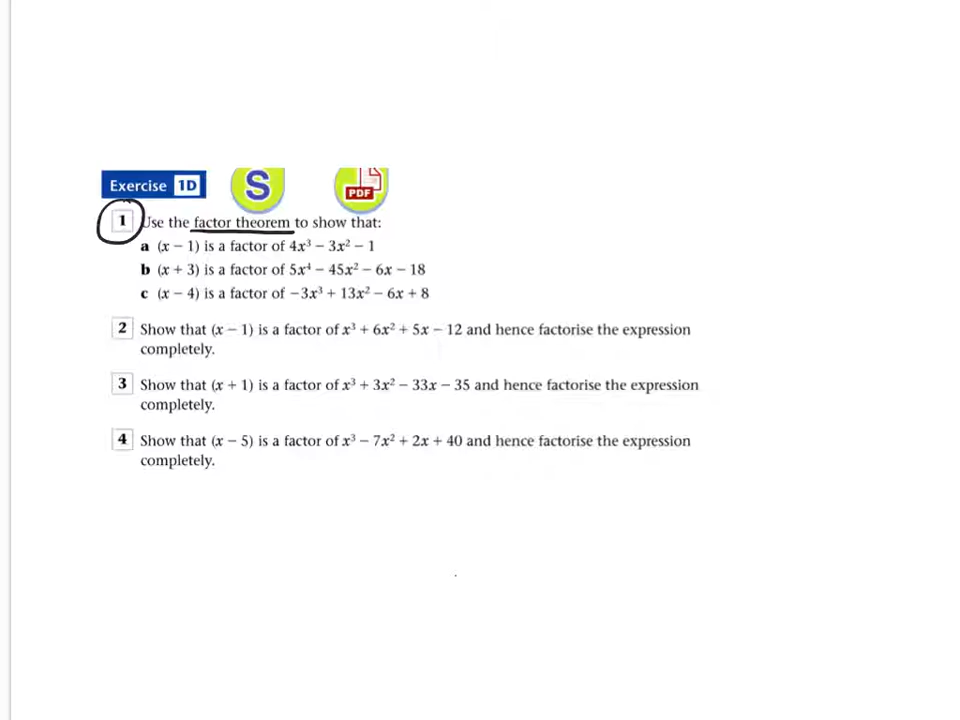 Exercise 1D S PDF
1 Use the factor theorem to show that:
a (x − 1) is a factor of 4x³ − 3x² − 1
b (x + 3) is a factor of 5x⁴ − 45x² − 6x − 18
c (x − 4) is a factor of −3x³ + 13x² − 6x + 8
2 Show that (x − 1) is a factor of x³ + 6x² + 5x − 12 and hence factorise the expression
completely.
3 Show that (x + 1) is a factor of x³ + 3x² − 33x − 35 and hence factorise the expression
completely.
4 Show that (x − 5) is a factor of x³ − 7x² + 2x + 40 and hence factorise the expression
completely.